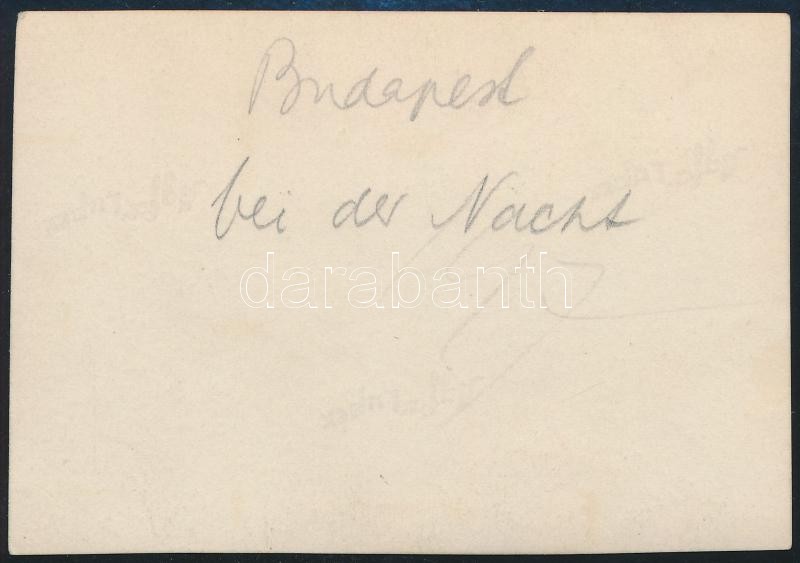 Budapest
bei der Nacht
darabanth